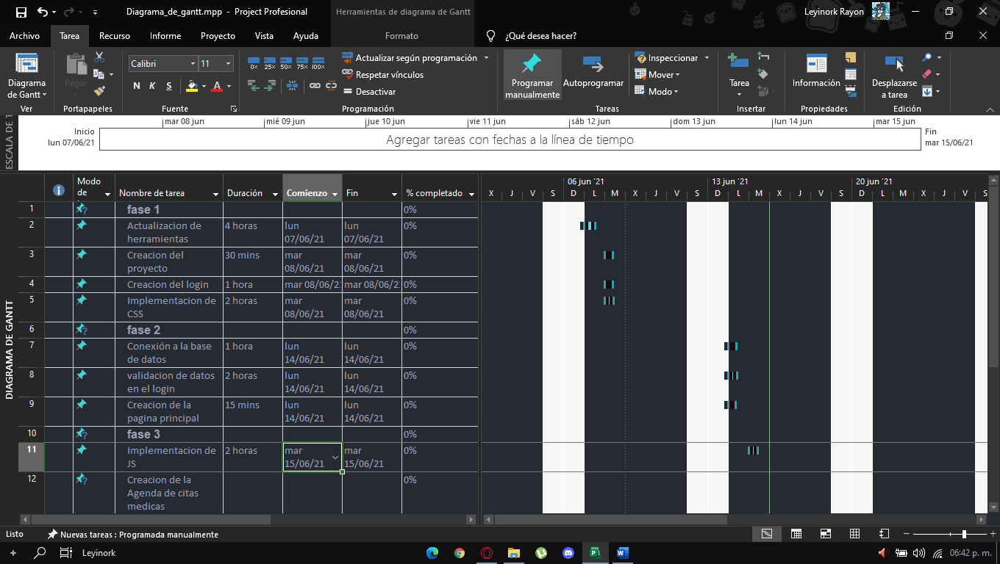 Diagrama_de_gantt.mpp - Project Profesional
Herramientas de diagrama de Gantt
Leyinork Rayon
Archivo Tarea Recurso Informe Proyecto Vista Ayuda Formato ¿Qué desea hacer?
Diagrama de Gantt
Ver
Pegar
Portapapeles
Calibri 11
N K S A
Fuente
0% 25% 50% 75% 100%
Actualizar según programación
Respetar vínculos
Desactivar
Programación
Programar manualmente
Autoprogramar
Inspeccionar
Mover
Modo
Tareas
Tarea
Insertar
Información
Propiedades
Desplazarse a tarea
Edición
ESCALA DE T
mar 08 jun mié 09 jun jue 10 jun vie 11 jun sáb 12 jun dom 13 jun lun 14 jun mar 15 jun
Inicio
lun 07/06/21
Agregar tareas con fechas a la línea de tiempo
Fin
mar 15/06/21
DIAGRAMA DE GANTT
Modo de Nombre de tarea Duración Comienzo Fin % completado
06 jun '21 13 jun '21 20 jun '21
X J V S D L M X J V S D L M X J V S D L M X J V S
1 fase 1 0%
2 Actualizacion de herramientas 4 horas lun 07/06/21 lun 07/06/21 0%
3 Creacion del proyecto 30 mins mar 08/06/21 mar 08/06/21 0%
4 Creacion del login 1 hora mar 08/06/2 mar 08/06/2 0%
5 Implementacion de CSS 2 horas mar 08/06/21 mar 08/06/21 0%
6 fase 2 0%
7 Conexión a la base de datos 1 hora lun 14/06/21 lun 14/06/21 0%
8 validacion de datos en el login 2 horas lun 14/06/21 lun 14/06/21 0%
9 Creacion de la pagina principal 15 mins lun 14/06/21 lun 14/06/21 0%
10 fase 3 0%
11 Implementacion de JS 2 horas mar 15/06/21 mar 15/06/21 0%
12 Creacion de la Agenda de citas medicas 0%
Listo Nuevas tareas : Programada manualmente
Leyinork
06:42 p. m.